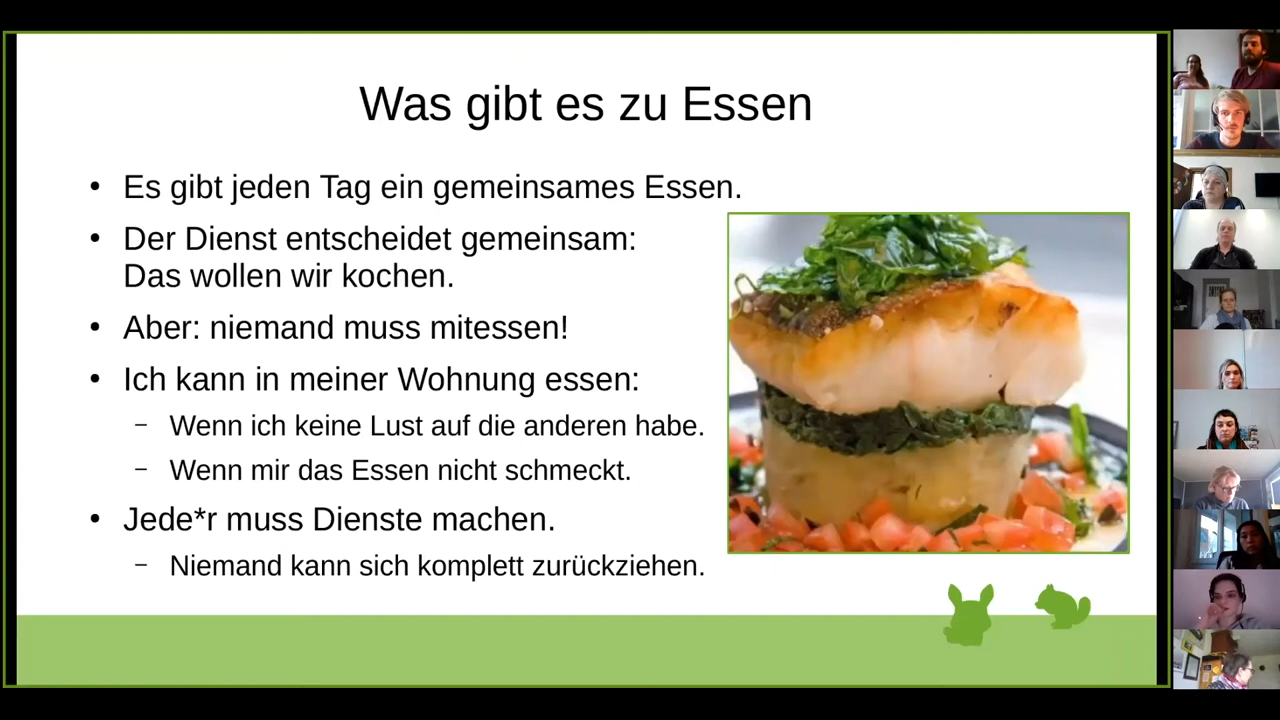 Was gibt es zu Essen
• Es gibt jeden Tag ein gemeinsames Essen.
• Der Dienst entscheidet gemeinsam:
Das wollen wir kochen.
• Aber: niemand muss mitessen!
• Ich kann in meiner Wohnung essen:
– Wenn ich keine Lust auf die anderen habe.
– Wenn mir das Essen nicht schmeckt.
• Jede*r muss Dienste machen.
– Niemand kann sich komplett zurückziehen.